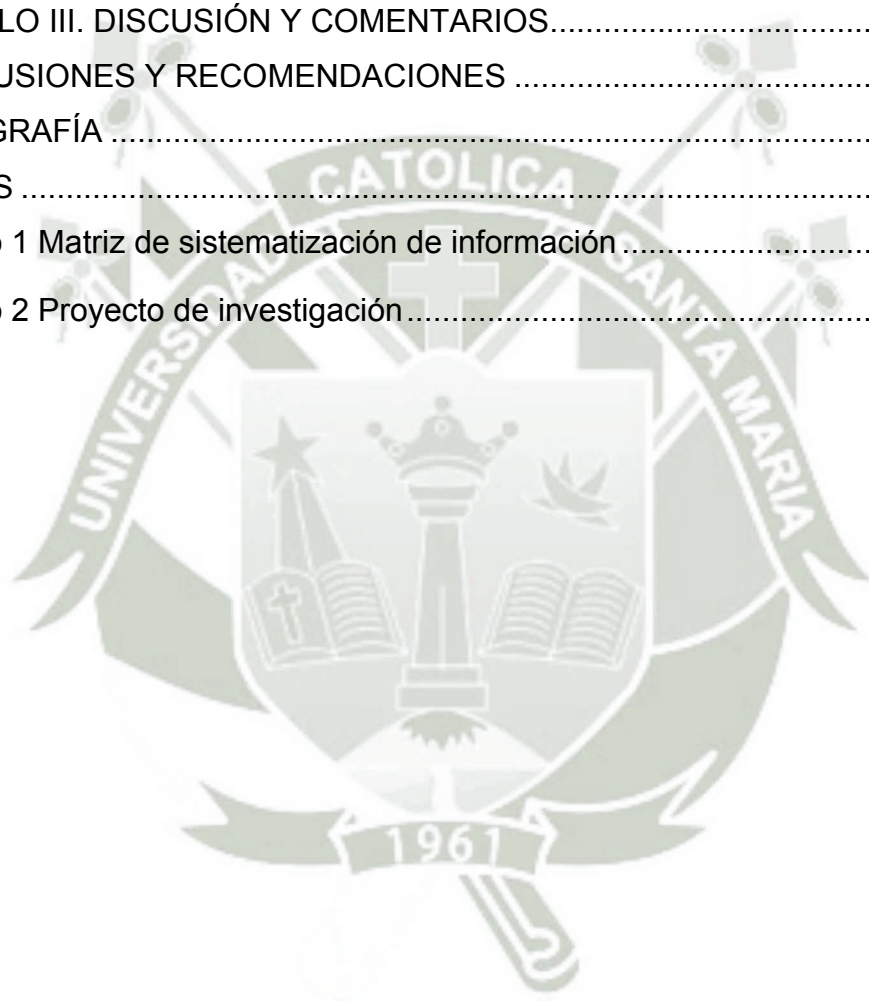 LO III. DISCUSIÓN Y COMENTARIOS....................................
USIONES Y RECOMENDACIONES ........................................
GRAFÍA .........................................................................................
S ....................................................................................................
o 1 Matriz de sistematización de información ............................
o 2 Proyecto de investigación.....................................................
UNIVERSIDAD CATOLICA SANTA MARIA
1961